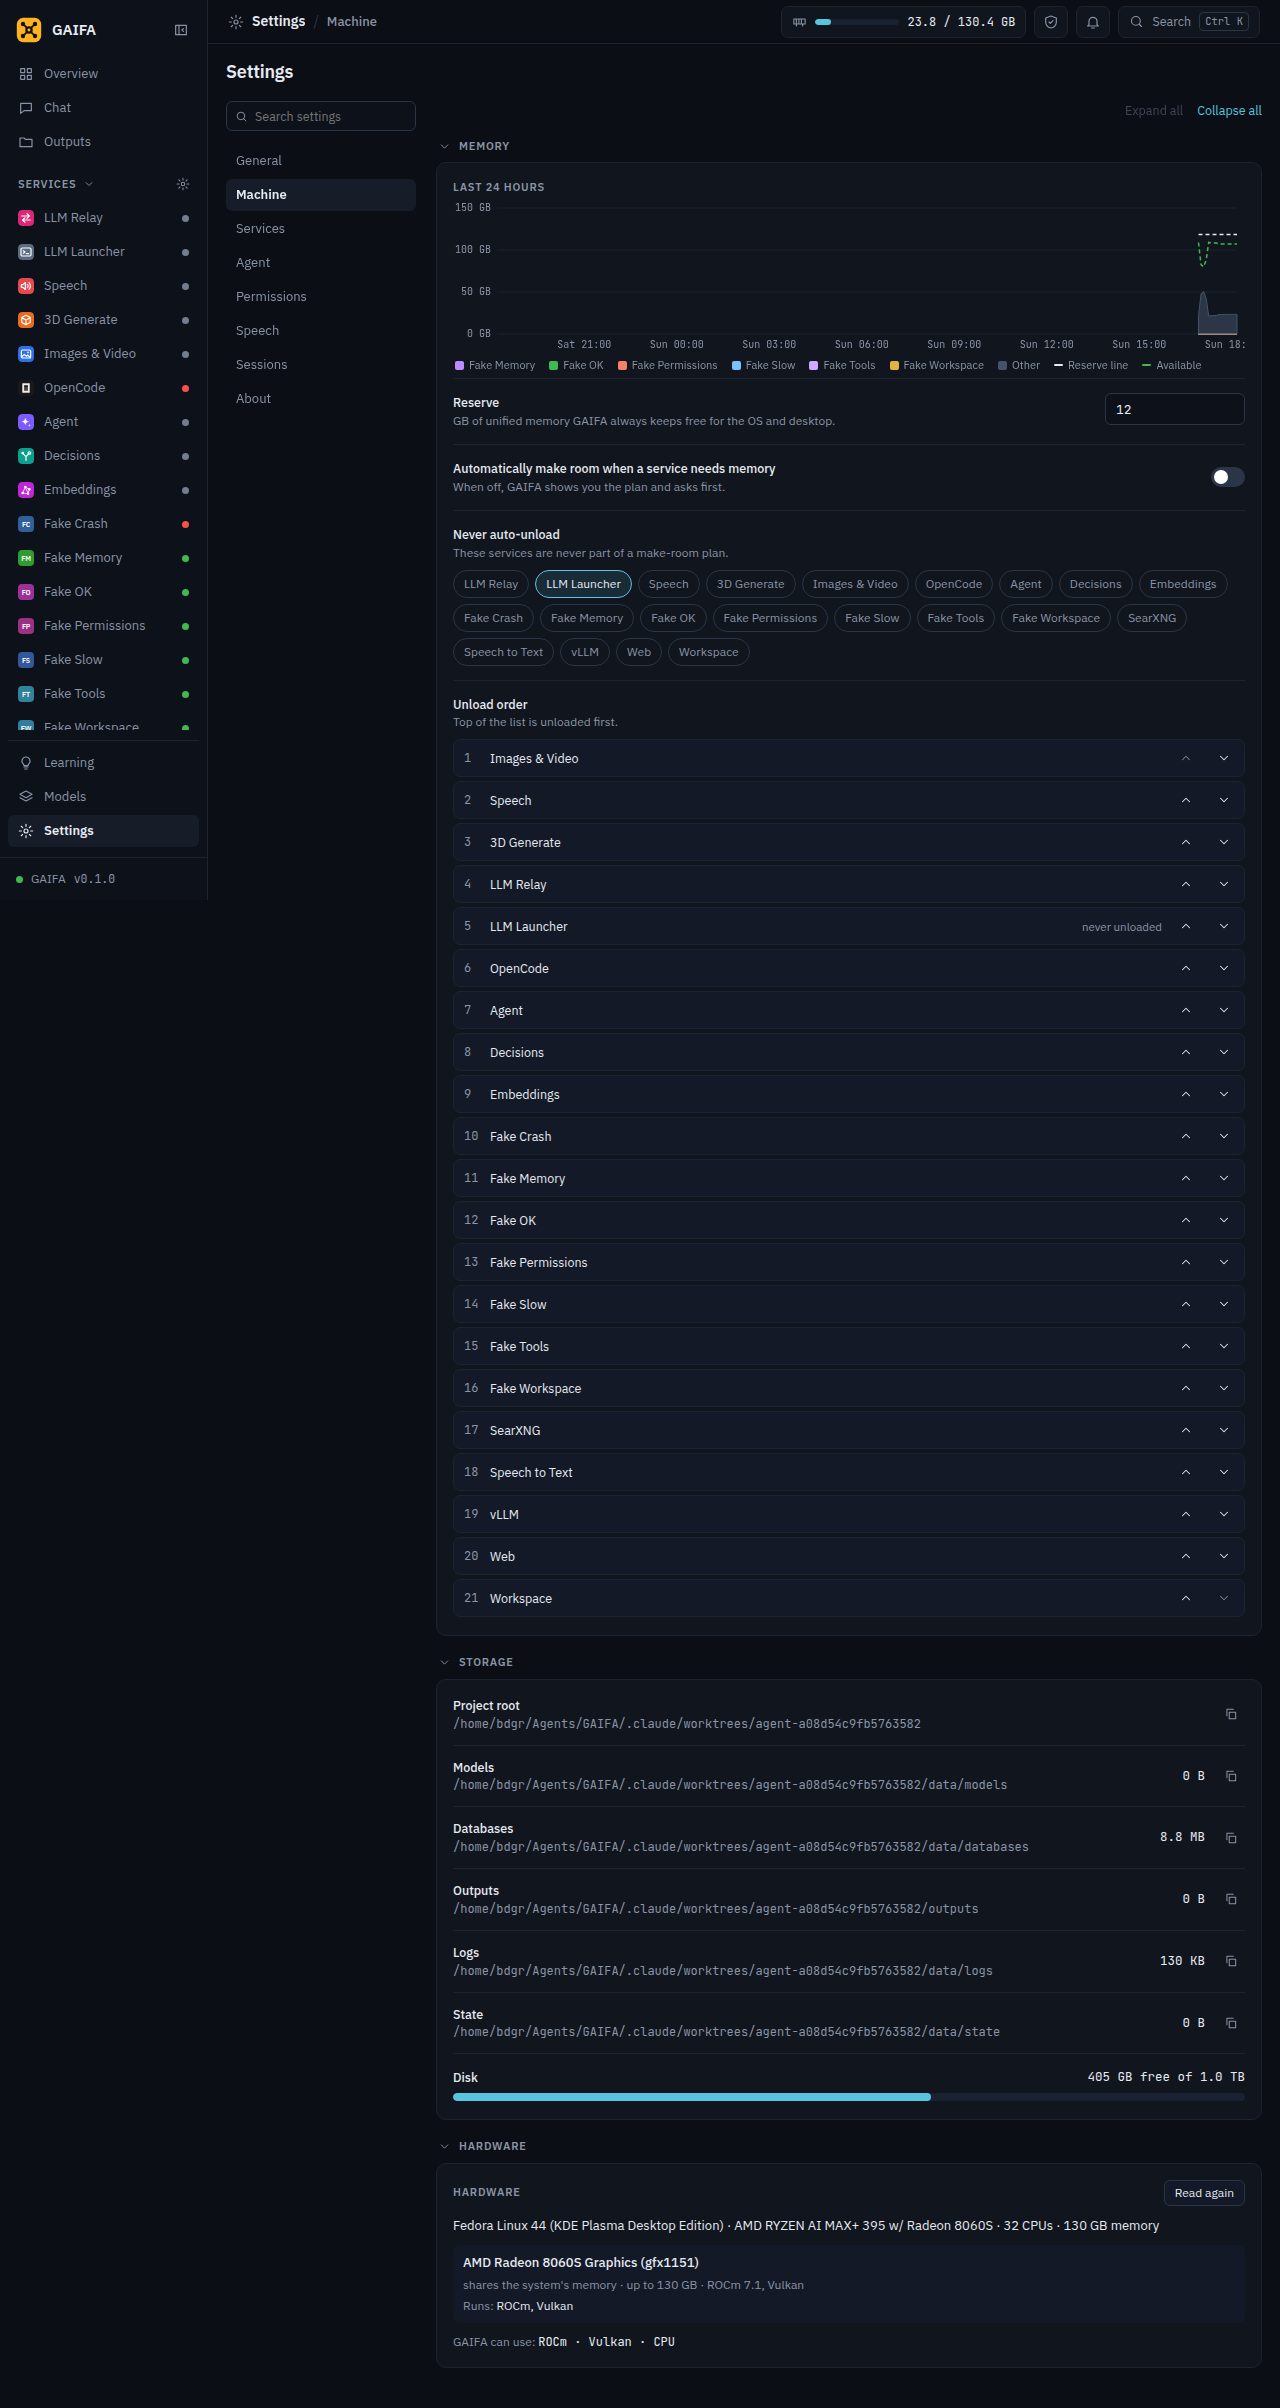 GAIFA
Overview
Chat
Outputs
SERVICES
LLM Relay
LLM Launcher
Speech
3D Generate
Images & Video
OpenCode
Agent
Decisions
Embeddings
FC Fake Crash
FM Fake Memory
FO Fake OK
FP Fake Permissions
FS Fake Slow
FT Fake Tools
FW Fake Workspace
Learning
Models
Settings
GAIFA v0.1.0
Settings / Machine
23.8 / 130.4 GB
Search Ctrl K
Settings
Search settings
General
Machine
Services
Agent
Permissions
Speech
Sessions
About
Expand all Collapse all
MEMORY
LAST 24 HOURS
150 GB
100 GB
50 GB
0 GB
Sat 21:00 Sun 00:00 Sun 03:00 Sun 06:00 Sun 09:00 Sun 12:00 Sun 15:00 Sun 18:
Fake Memory Fake OK Fake Permissions Fake Slow Fake Tools Fake Workspace Other Reserve line Available
Reserve
GB of unified memory GAIFA always keeps free for the OS and desktop.
12
Automatically make room when a service needs memory
When off, GAIFA shows you the plan and asks first.
Never auto-unload
These services are never part of a make-room plan.
LLM Relay LLM Launcher Speech 3D Generate Images & Video OpenCode Agent Decisions Embeddings
Fake Crash Fake Memory Fake OK Fake Permissions Fake Slow Fake Tools Fake Workspace SearXNG
Speech to Text vLLM Web Workspace
Unload order
Top of the list is unloaded first.
1 Images & Video
2 Speech
3 3D Generate
4 LLM Relay
5 LLM Launcher never unloaded
6 OpenCode
7 Agent
8 Decisions
9 Embeddings
10 Fake Crash
11 Fake Memory
12 Fake OK
13 Fake Permissions
14 Fake Slow
15 Fake Tools
16 Fake Workspace
17 SearXNG
18 Speech to Text
19 vLLM
20 Web
21 Workspace
STORAGE
Project root
/home/bdgr/Agents/GAIFA/.claude/worktrees/agent-a08d54c9fb5763582
Models
/home/bdgr/Agents/GAIFA/.claude/worktrees/agent-a08d54c9fb5763582/data/models
0 B
Databases
/home/bdgr/Agents/GAIFA/.claude/worktrees/agent-a08d54c9fb5763582/data/databases
8.8 MB
Outputs
/home/bdgr/Agents/GAIFA/.claude/worktrees/agent-a08d54c9fb5763582/outputs
0 B
Logs
/home/bdgr/Agents/GAIFA/.claude/worktrees/agent-a08d54c9fb5763582/data/logs
130 KB
State
/home/bdgr/Agents/GAIFA/.claude/worktrees/agent-a08d54c9fb5763582/data/state
0 B
Disk 405 GB free of 1.0 TB
HARDWARE
HARDWARE
Read again
Fedora Linux 44 (KDE Plasma Desktop Edition) · AMD RYZEN AI MAX+ 395 w/ Radeon 8060S · 32 CPUs · 130 GB memory
AMD Radeon 8060S Graphics (gfx1151)
shares the system's memory · up to 130 GB · ROCm 7.1, Vulkan
Runs: ROCm, Vulkan
GAIFA can use: ROCm · Vulkan · CPU